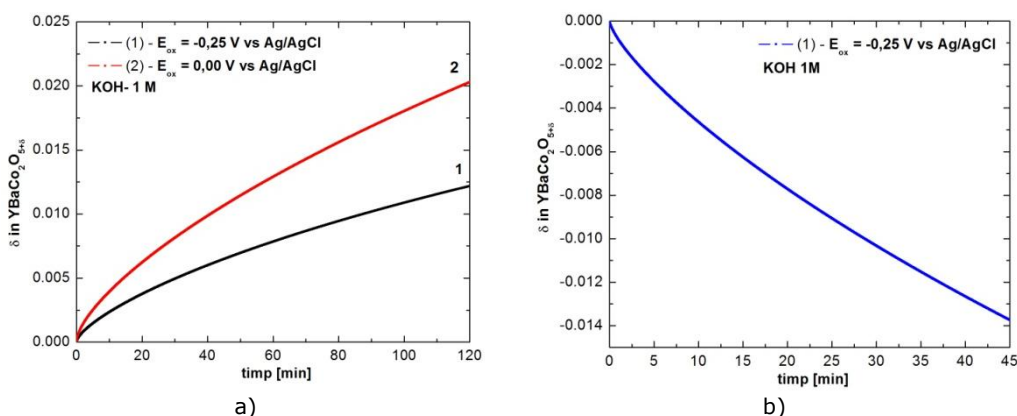 δ in YBaCo₂O₅₊δ
0.025
0.020
0.015
0.010
0.005
0.000
(1) - Eₒₓ = -0,25 V vs Ag/AgCl
(2) - Eₒₓ = 0,00 V vs Ag/AgCl
KOH- 1 M
2
1
0 20 40 60 80 100 120
timp [min]
a)
δ in YBaCo₂O₅₊δ
0.000
-0.002
-0.004
-0.006
-0.008
-0.010
-0.012
-0.014
(1) - Eₒₓ = -0,25 V vs Ag/AgCl
KOH 1M
0 5 10 15 20 25 30 35 40 45
timp [min]
b)